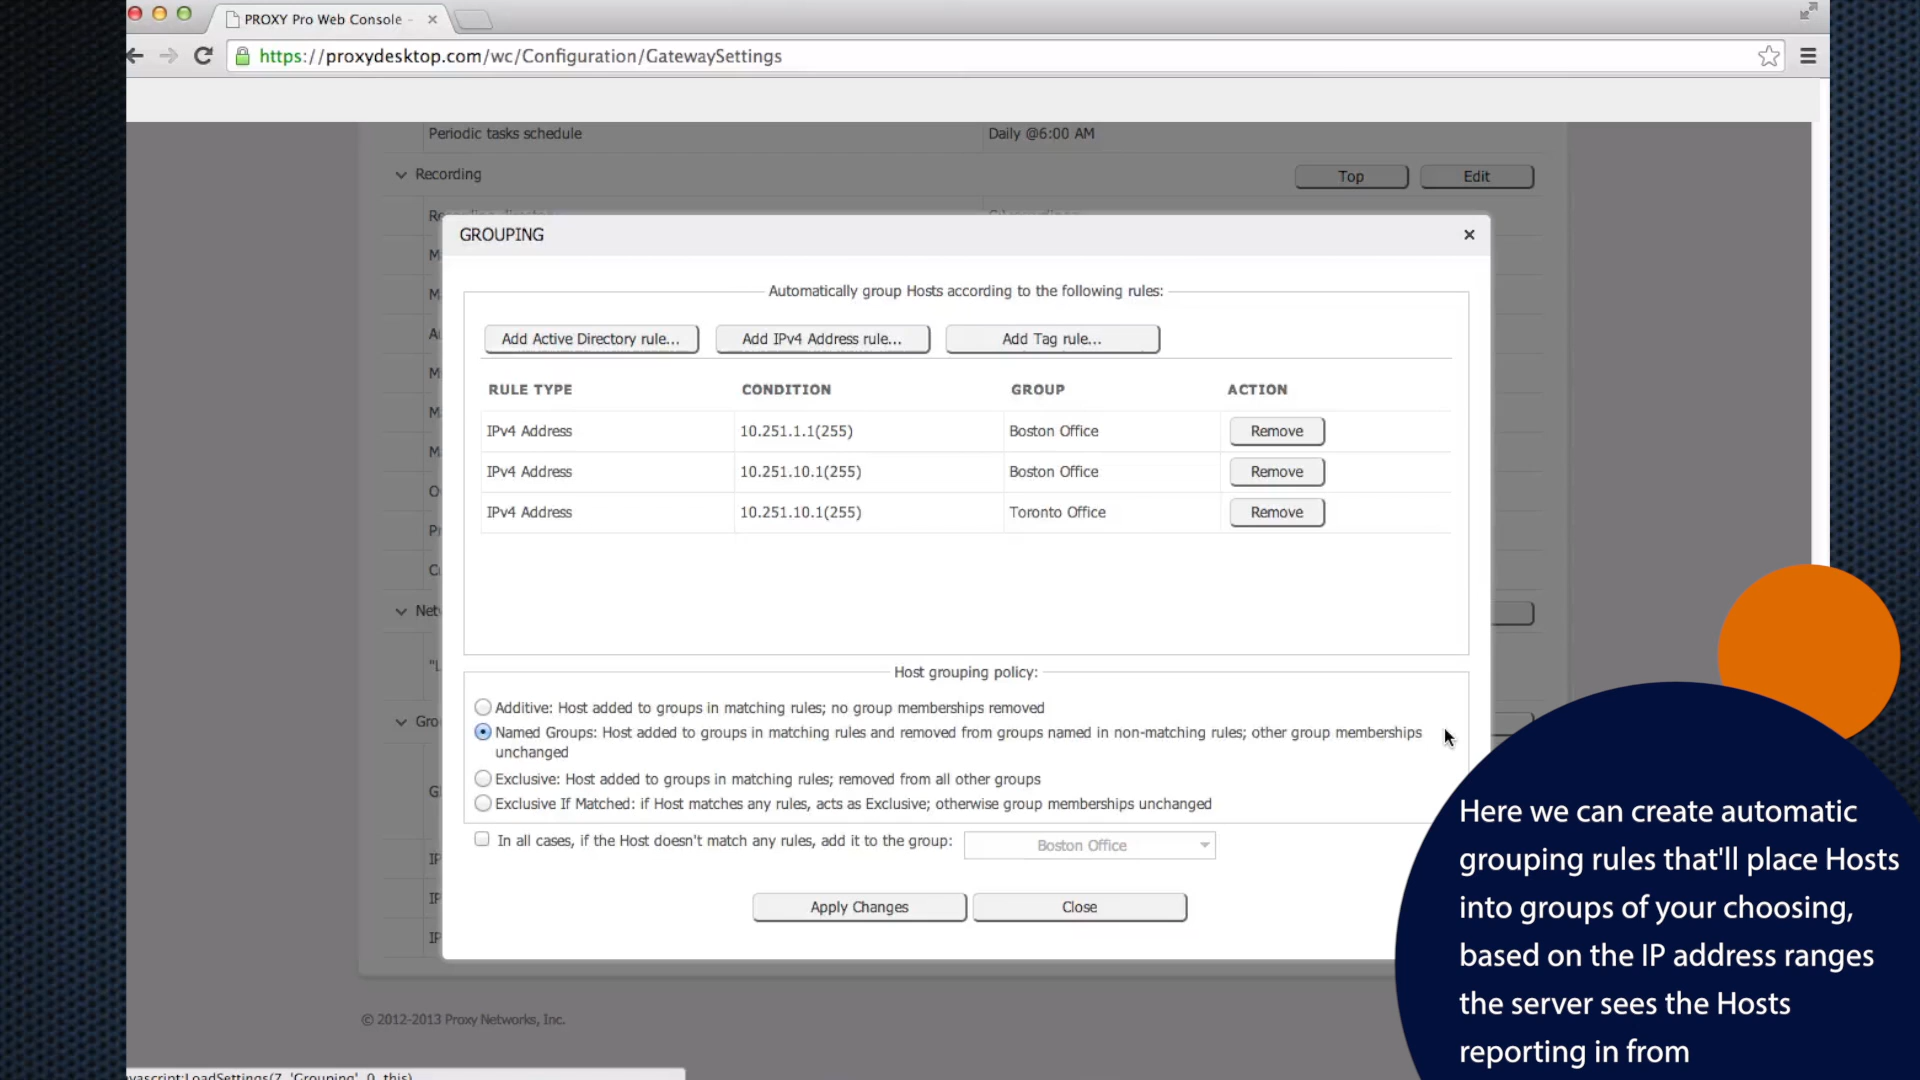 PROXY Pro Web Console -
https://proxydesktop.com/wc/Configuration/GatewaySettings
Periodic tasks schedule Daily @6:00 AM
Recording Top Edit
GROUPING
Automatically group Hosts according to the following rules:
Add Active Directory rule... Add IPv4 Address rule... Add Tag rule...
RULE TYPE CONDITION GROUP ACTION
IPv4 Address 10.251.1.1(255) Boston Office Remove
IPv4 Address 10.251.10.1(255) Boston Office Remove
IPv4 Address 10.251.10.1(255) Toronto Office Remove
Host grouping policy:
Additive: Host added to groups in matching rules; no group memberships removed
Named Groups: Host added to groups in matching rules and removed from groups named in non-matching rules; other group memberships
unchanged
Exclusive: Host added to groups in matching rules; removed from all other groups
Exclusive If Matched: if Host matches any rules, acts as Exclusive; otherwise group memberships unchanged
In all cases, if the Host doesn't match any rules, add it to the group: Boston Office
Apply Changes Close
Here we can create automatic
grouping rules that'll place Hosts
into groups of your choosing,
based on the IP address ranges
the server sees the Hosts
reporting in from
© 2012-2013 Proxy Networks, Inc.
vascript:LoadSettings(7, 'Grouping', 0, this)